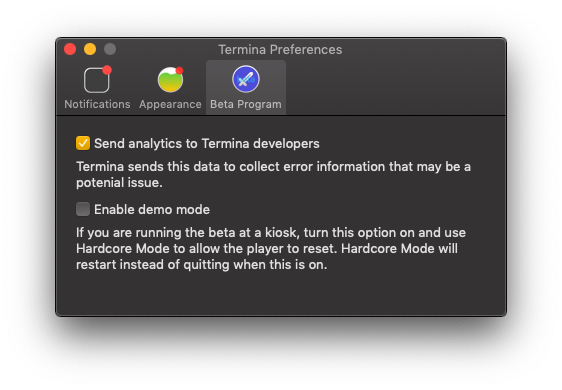 Termina Preferences
Notifications Appearance Beta Program
Send analytics to Termina developers
Termina sends this data to collect error information that may be a
potenial issue.
Enable demo mode
If you are running the beta at a kiosk, turn this option on and use
Hardcore Mode to allow the player to reset. Hardcore Mode will
restart instead of quitting when this is on.